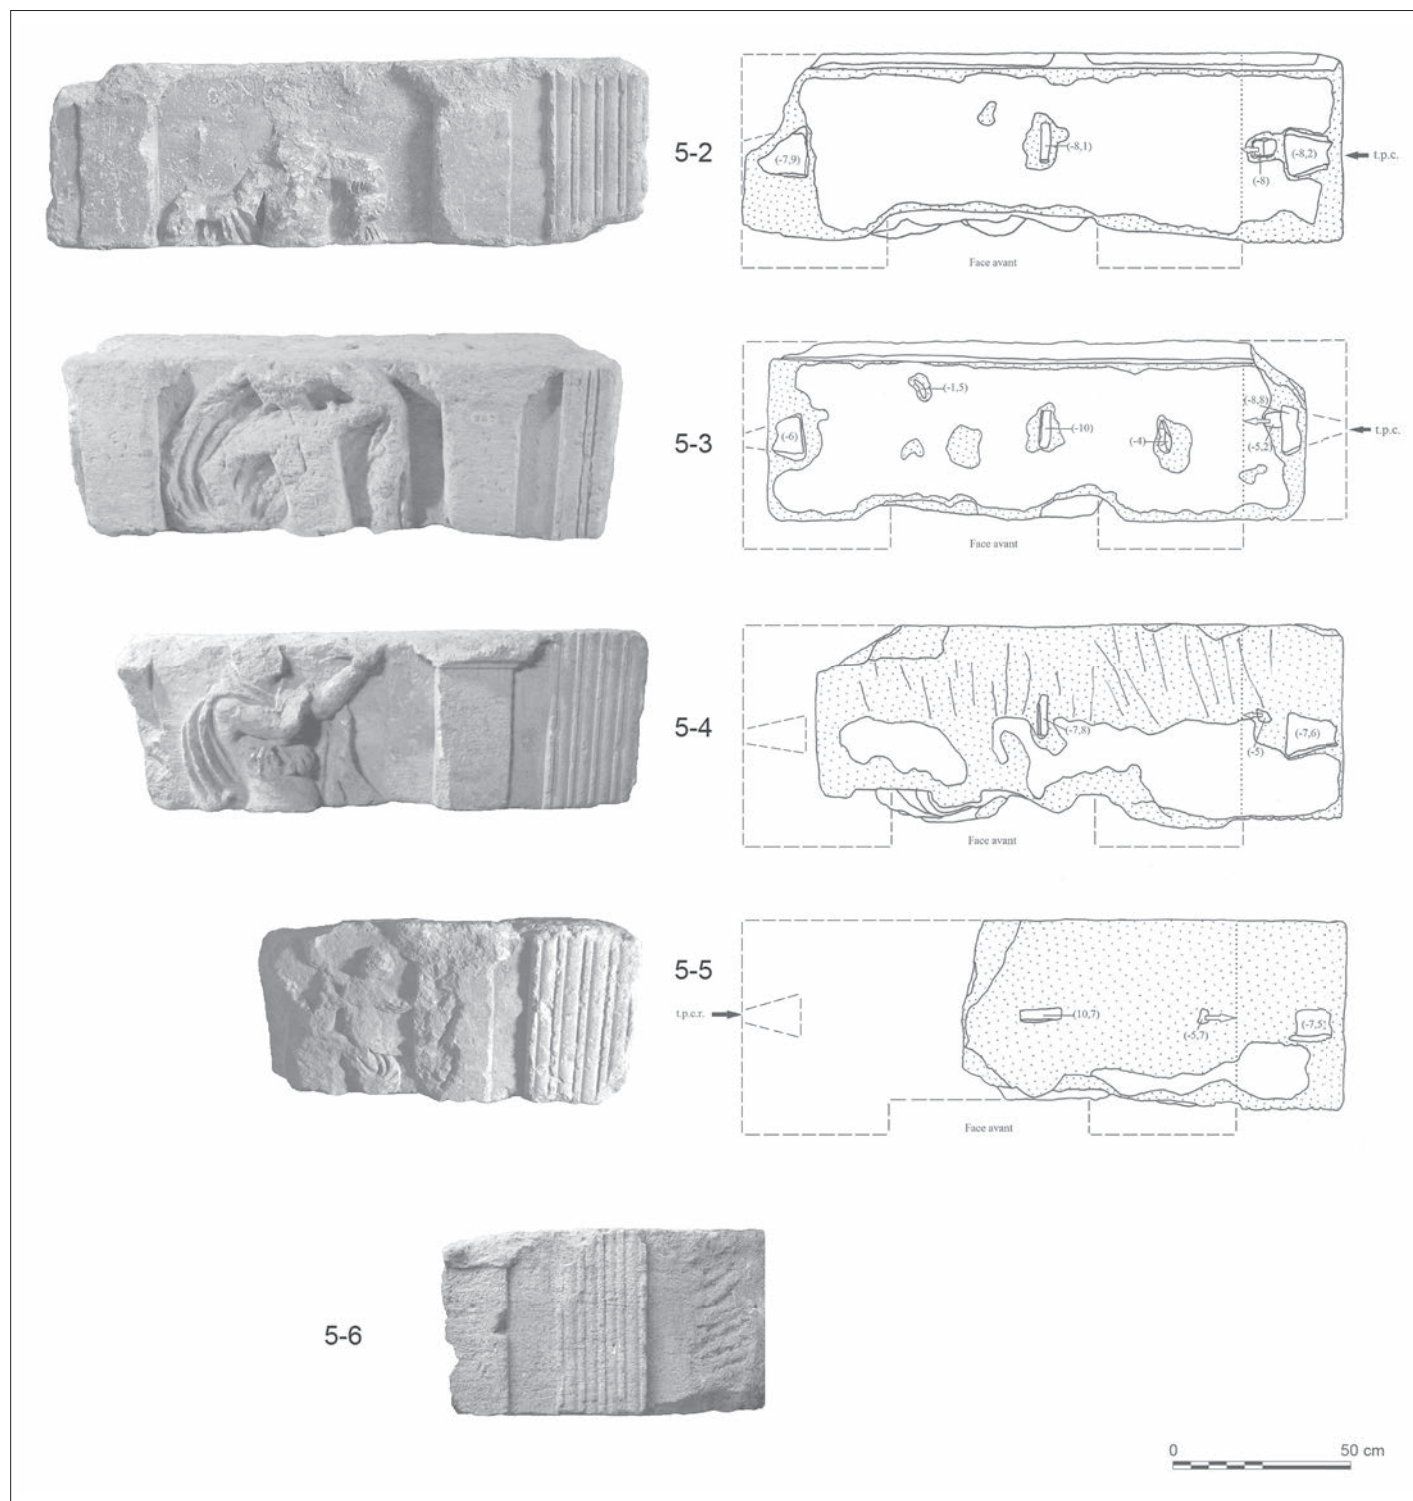 5-2
(-7,9)
(-8,1)
(-8)
(-8,2)
t.p.c.
Face avant
5-3
(-6)
(-1,5)
(-10)
(-4)
(-8,8)
(-5,2)
t.p.c.
Face avant
5-4
(-7,8)
(-5)
(-7,6)
Face avant
5-5
t.p.c.r.
(10,7)
(-5,7)
(-7,5)
Face avant
5-6
0 50 cm